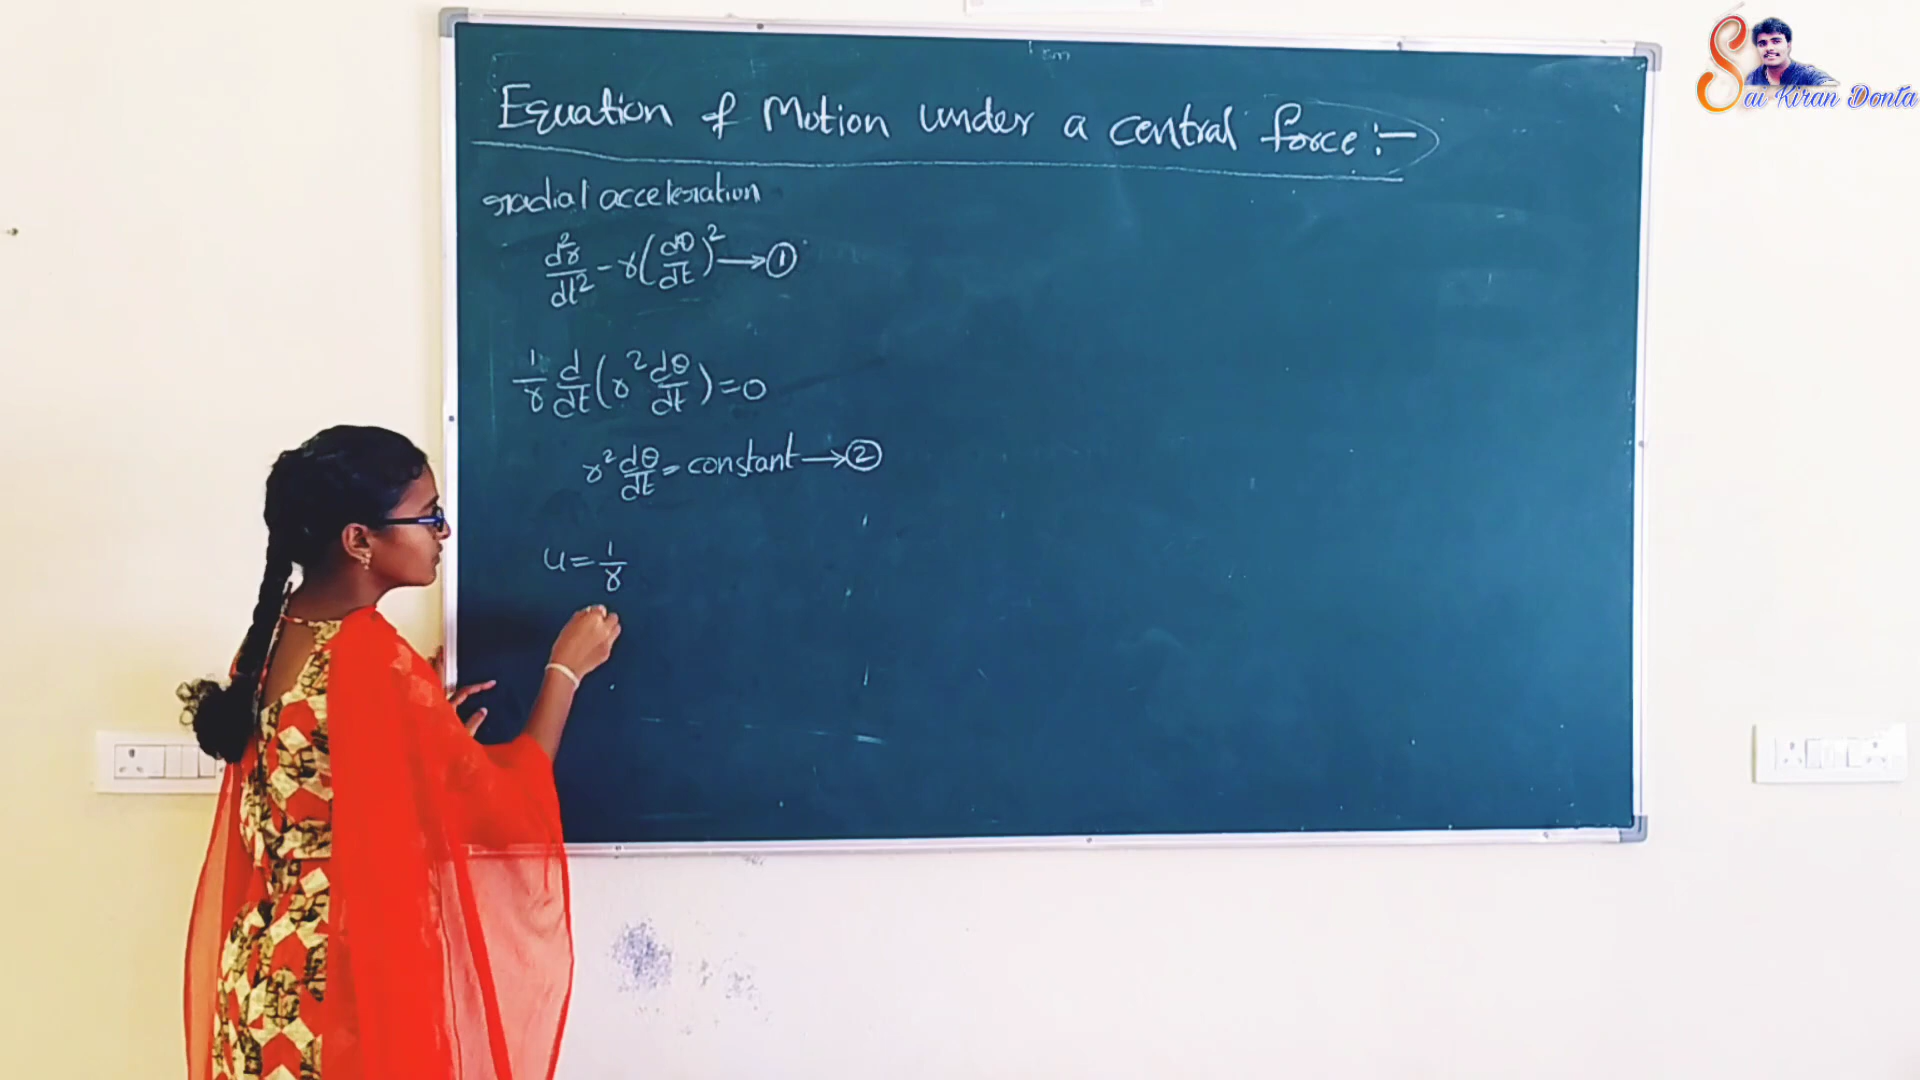 Sai Kiran Donta
Equation of Motion under a central force :-
radial acceleration
d²r/dt² - r(dθ/dt)² → ①
1/r d/dt (r² dθ/dt) = 0
r² dθ/dt = constant → ②
u = 1/r